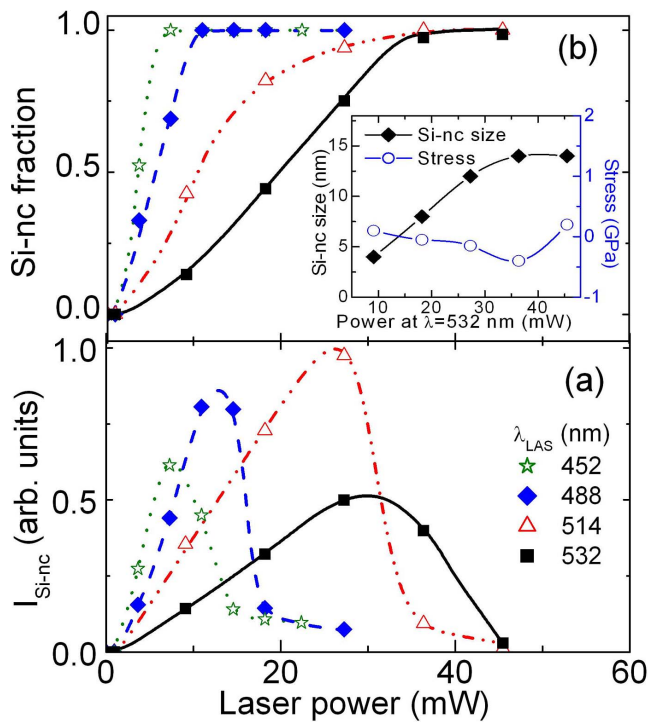 1.0
0.5
0.0
Si-nc fraction
(b)
Si-nc size
Stress
15
10
5
0
Si-nc size (nm)
2
1
0
-1
Stress (GPa)
10 20 30 40
Power at λ=532 nm (mW)
1.0
0.5
0.0
I Si-nc (arb. units)
(a)
λ LAS (nm)
452
488
514
532
0 20 40 60
Laser power (mW)